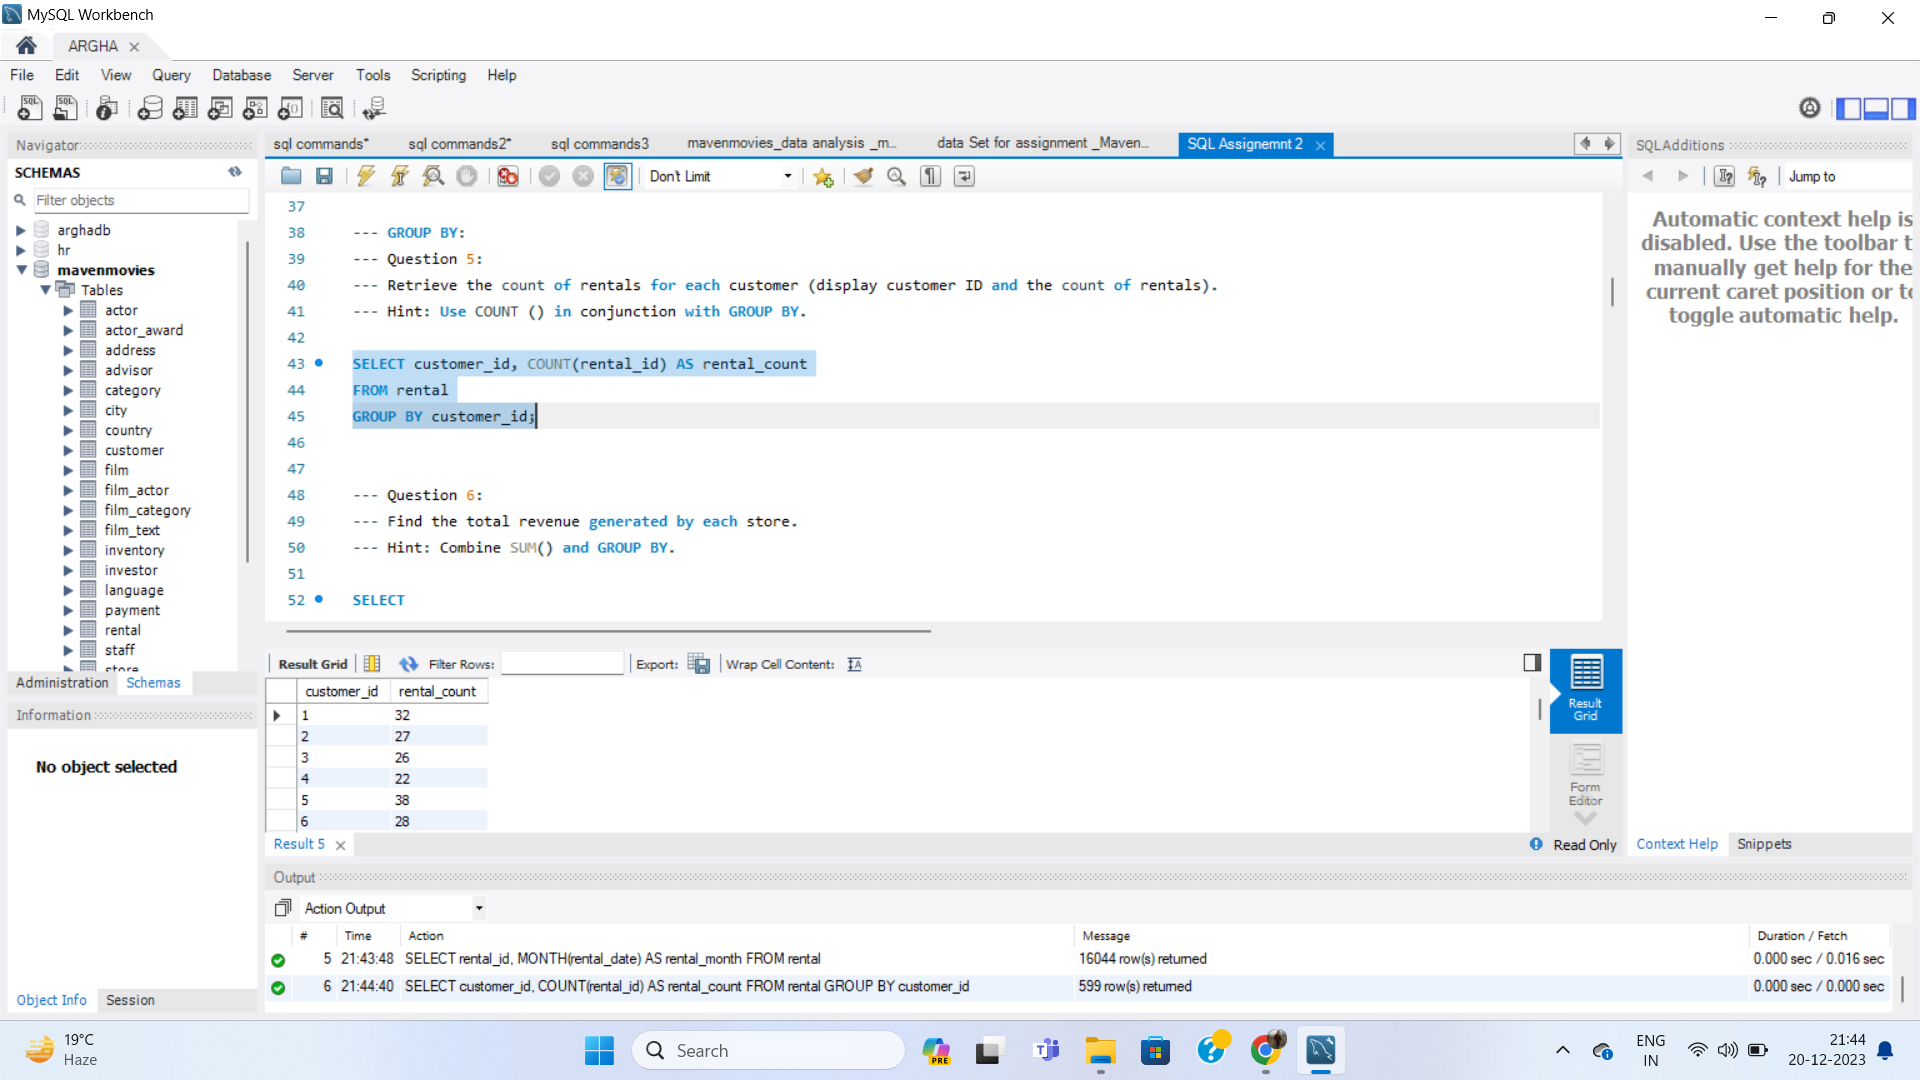 MySQL Workbench
ARGHA
File Edit View Query Database Server Tools Scripting Help
Navigator
SCHEMAS
Filter objects
arghadb
hr
mavenmovies
Tables
actor
actor_award
address
advisor
category
city
country
customer
film
film_actor
film_category
film_text
inventory
investor
language
payment
rental
staff
store
Administration Schemas
Information
No object selected
Object Info Session
sql commands* sql commands2* sql commands3 mavenmovies_data analysis _m... data Set for assignment _Maven... SQL Assignemnt 2
Don't Limit
37
38 --- GROUP BY:
39 --- Question 5:
40 --- Retrieve the count of rentals for each customer (display customer ID and the count of rentals).
41 --- Hint: Use COUNT () in conjunction with GROUP BY.
42
43 SELECT customer_id, COUNT(rental_id) AS rental_count
44 FROM rental
45 GROUP BY customer_id;
46
47
48 --- Question 6:
49 --- Find the total revenue generated by each store.
50 --- Hint: Combine SUM() and GROUP BY.
51
52 SELECT
Result Grid Filter Rows: Export: Wrap Cell Content:
customer_id rental_count
1 32
2 27
3 26
4 22
5 38
6 28
Result Grid
Form Editor
Result 5
Read Only
SQLAdditions
Jump to
Automatic context help is
disabled. Use the toolbar t
manually get help for the
current caret position or to
toggle automatic help.
Context Help Snippets
Output
Action Output
# Time Action Message Duration / Fetch
5 21:43:48 SELECT rental_id, MONTH(rental_date) AS rental_month FROM rental 16044 row(s) returned 0.000 sec / 0.016 sec
6 21:44:40 SELECT customer_id, COUNT(rental_id) AS rental_count FROM rental GROUP BY customer_id 599 row(s) returned 0.000 sec / 0.000 sec
19°C
Haze
Search
PRE
ENG
IN
21:44
20-12-2023